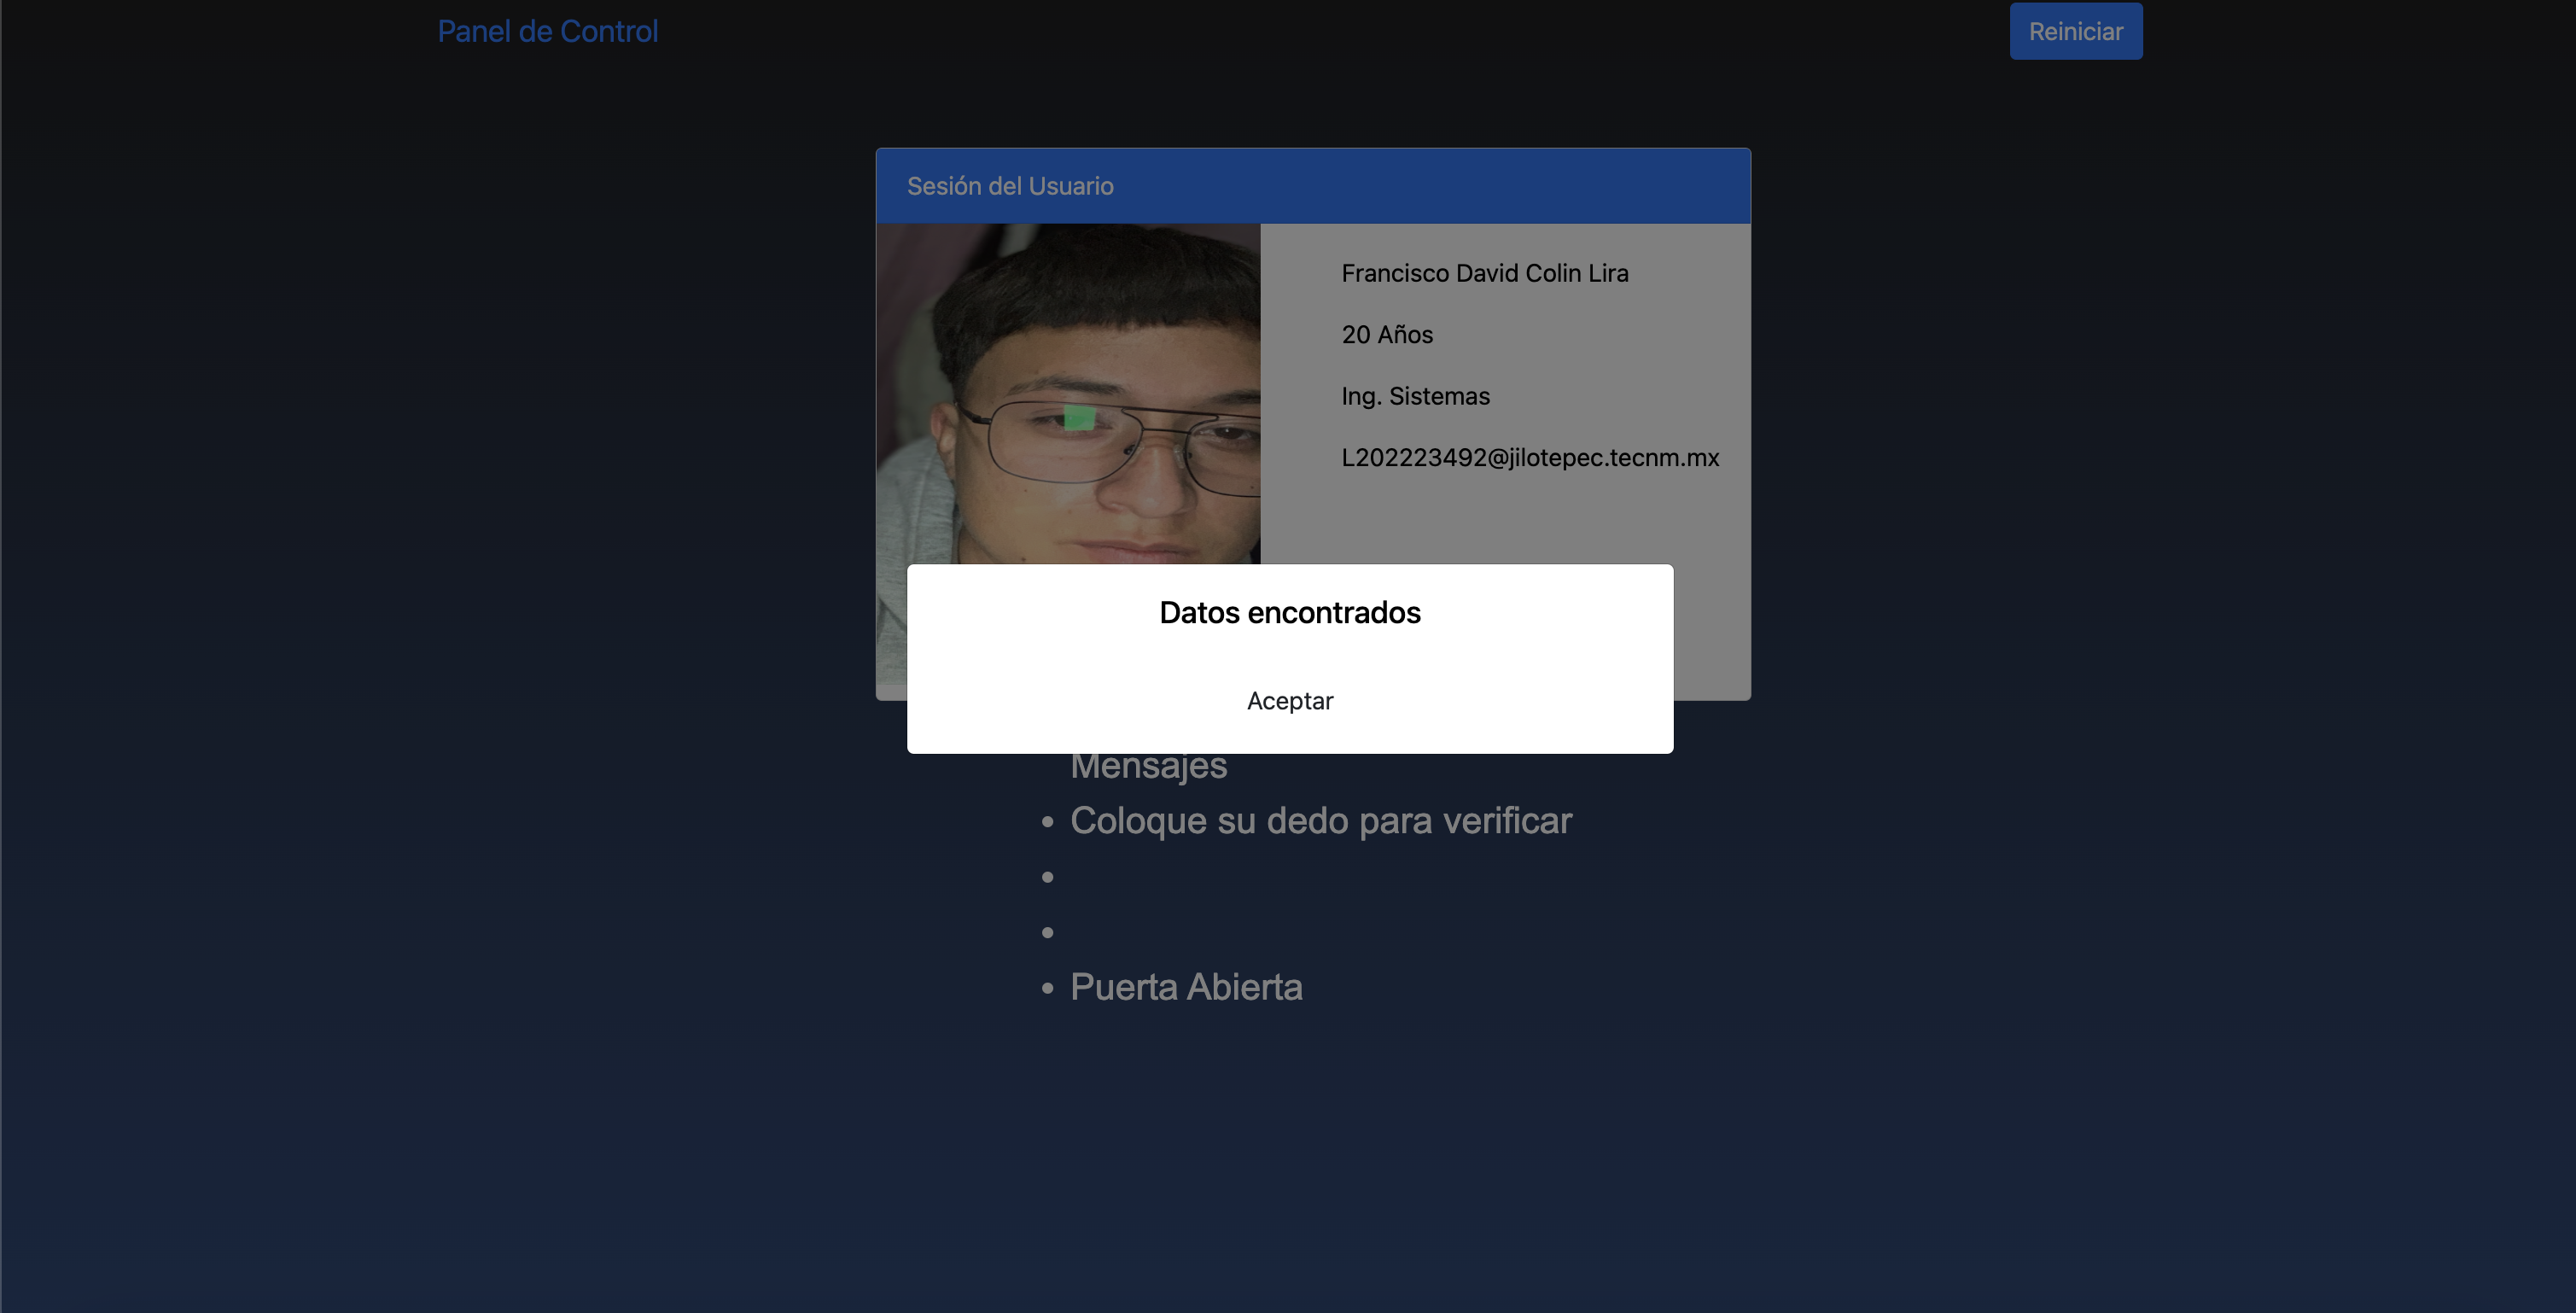 Panel de Control
Reiniciar
Sesión del Usuario
Francisco David Colin Lira
20 Años
Ing. Sistemas
L202223492@jilotepec.tecnm.mx
Datos encontrados
Aceptar
Mensajes
• Coloque su dedo para verificar
•
•
• Puerta Abierta